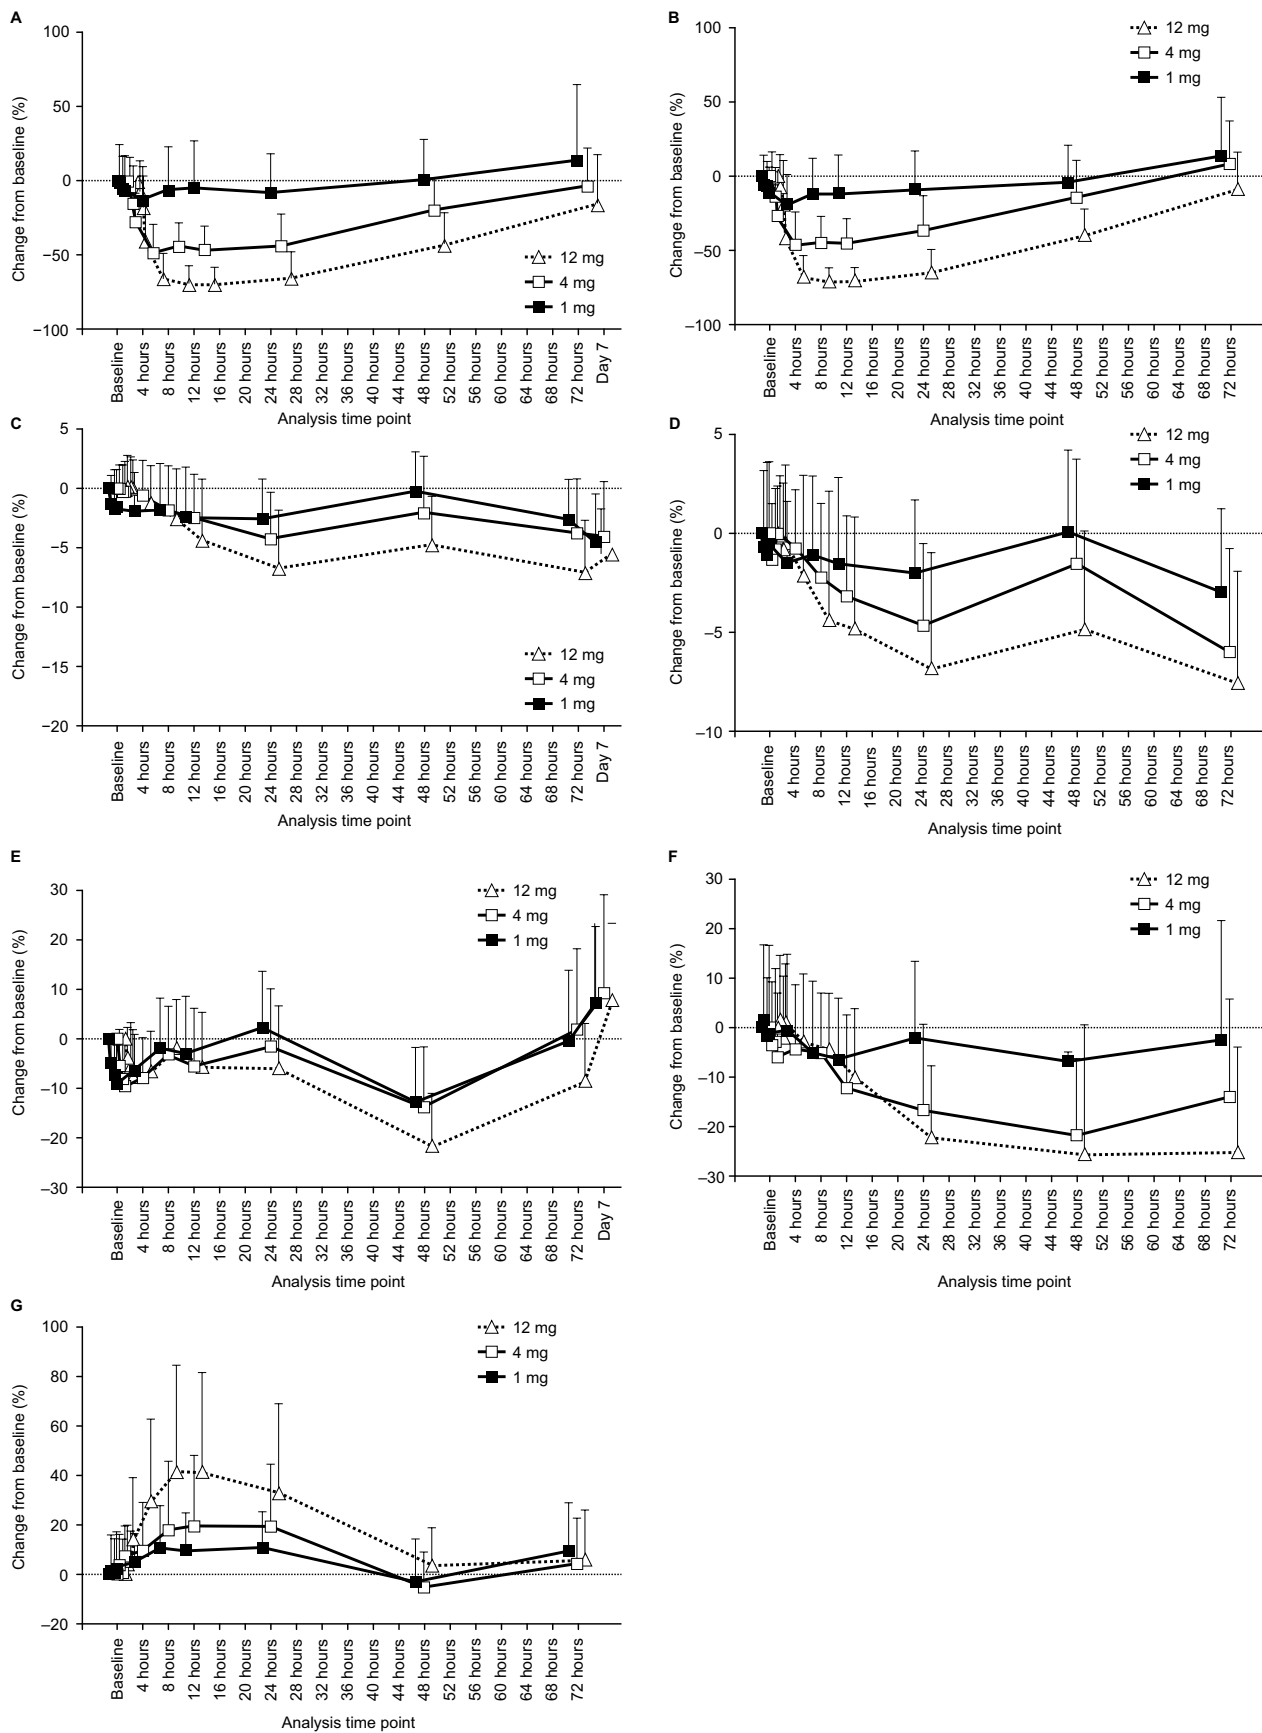 A
Change from baseline (%)
100
50
0
−50
−100
12 mg
4 mg
1 mg
Baseline
4 hours
8 hours
12 hours
16 hours
20 hours
24 hours
28 hours
32 hours
36 hours
40 hours
44 hours
48 hours
52 hours
56 hours
60 hours
64 hours
68 hours
72 hours
Day 7
Analysis time point
B
Change from baseline (%)
100
50
0
−50
−100
12 mg
4 mg
1 mg
Baseline
4 hours
8 hours
12 hours
16 hours
20 hours
24 hours
28 hours
32 hours
36 hours
40 hours
44 hours
48 hours
52 hours
56 hours
60 hours
64 hours
68 hours
72 hours
Analysis time point
C
Change from baseline (%)
5
0
−5
−10
−15
−20
12 mg
4 mg
1 mg
Baseline
4 hours
8 hours
12 hours
16 hours
20 hours
24 hours
28 hours
32 hours
36 hours
40 hours
44 hours
48 hours
52 hours
56 hours
60 hours
64 hours
68 hours
72 hours
Day 7
Analysis time point
D
Change from baseline (%)
5
0
−5
−10
12 mg
4 mg
1 mg
Baseline
4 hours
8 hours
12 hours
16 hours
20 hours
24 hours
28 hours
32 hours
36 hours
40 hours
44 hours
48 hours
52 hours
56 hours
60 hours
64 hours
68 hours
72 hours
Analysis time point
E
Change from baseline (%)
30
20
10
0
−10
−20
−30
12 mg
4 mg
1 mg
Baseline
4 hours
8 hours
12 hours
16 hours
20 hours
24 hours
28 hours
32 hours
36 hours
40 hours
44 hours
48 hours
52 hours
56 hours
60 hours
64 hours
68 hours
72 hours
Day 7
Analysis time point
F
Change from baseline (%)
30
20
10
0
−10
−20
−30
12 mg
4 mg
1 mg
Baseline
4 hours
8 hours
12 hours
16 hours
20 hours
24 hours
28 hours
32 hours
36 hours
40 hours
44 hours
48 hours
52 hours
56 hours
60 hours
64 hours
68 hours
72 hours
Analysis time point
G
Change from baseline (%)
100
80
60
40
20
0
−20
12 mg
4 mg
1 mg
Baseline
4 hours
8 hours
12 hours
16 hours
20 hours
24 hours
28 hours
32 hours
36 hours
40 hours
44 hours
48 hours
52 hours
56 hours
60 hours
64 hours
68 hours
72 hours
Analysis time point